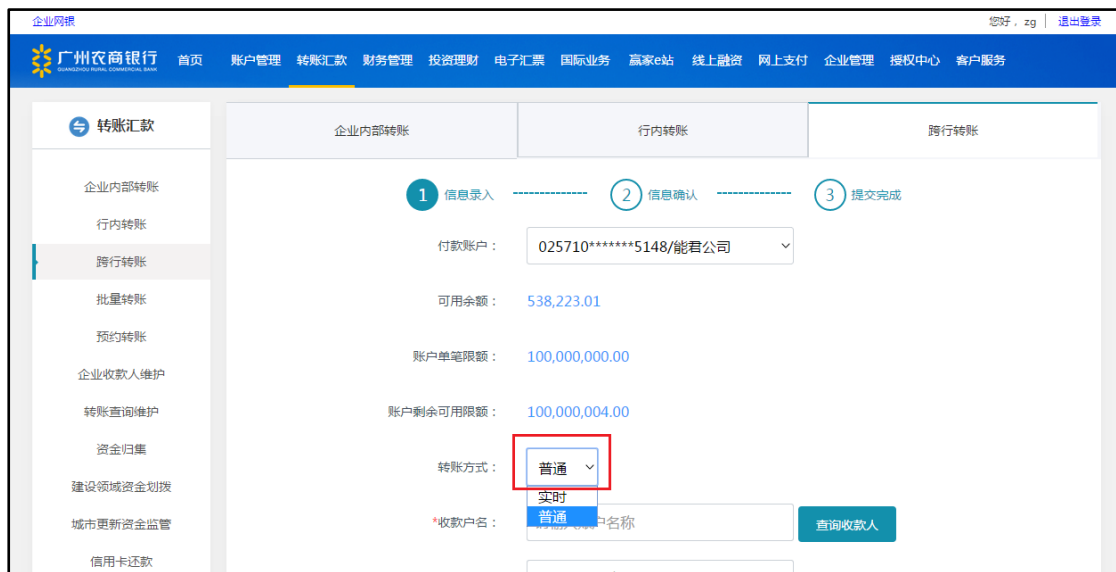 企业网银
您好，zg | 退出登录
广州农商银行 首页 账户管理 转账汇款 财务管理 投资理财 电子汇票 国际业务 赢家e站 线上融资 网上支付 企业管理 授权中心 客户服务
GUANGZHOU RURAL COMMERCIAL BANK
转账汇款
企业内部转账
行内转账
跨行转账
批量转账
预约转账
企业收款人维护
转账查询维护
资金归集
建设领域资金划拨
城市更新资金监管
信用卡还款
企业内部转账 行内转账 跨行转账
1 信息录入 2 信息确认 3 提交完成
付款账户： 025710*******5148/能君公司
可用余额： 538,223.01
账户单笔限额： 100,000,000.00
账户剩余可用限额： 100,000,004.00
转账方式： 普通
实时
普通
*收款户名： 户名称 查询收款人